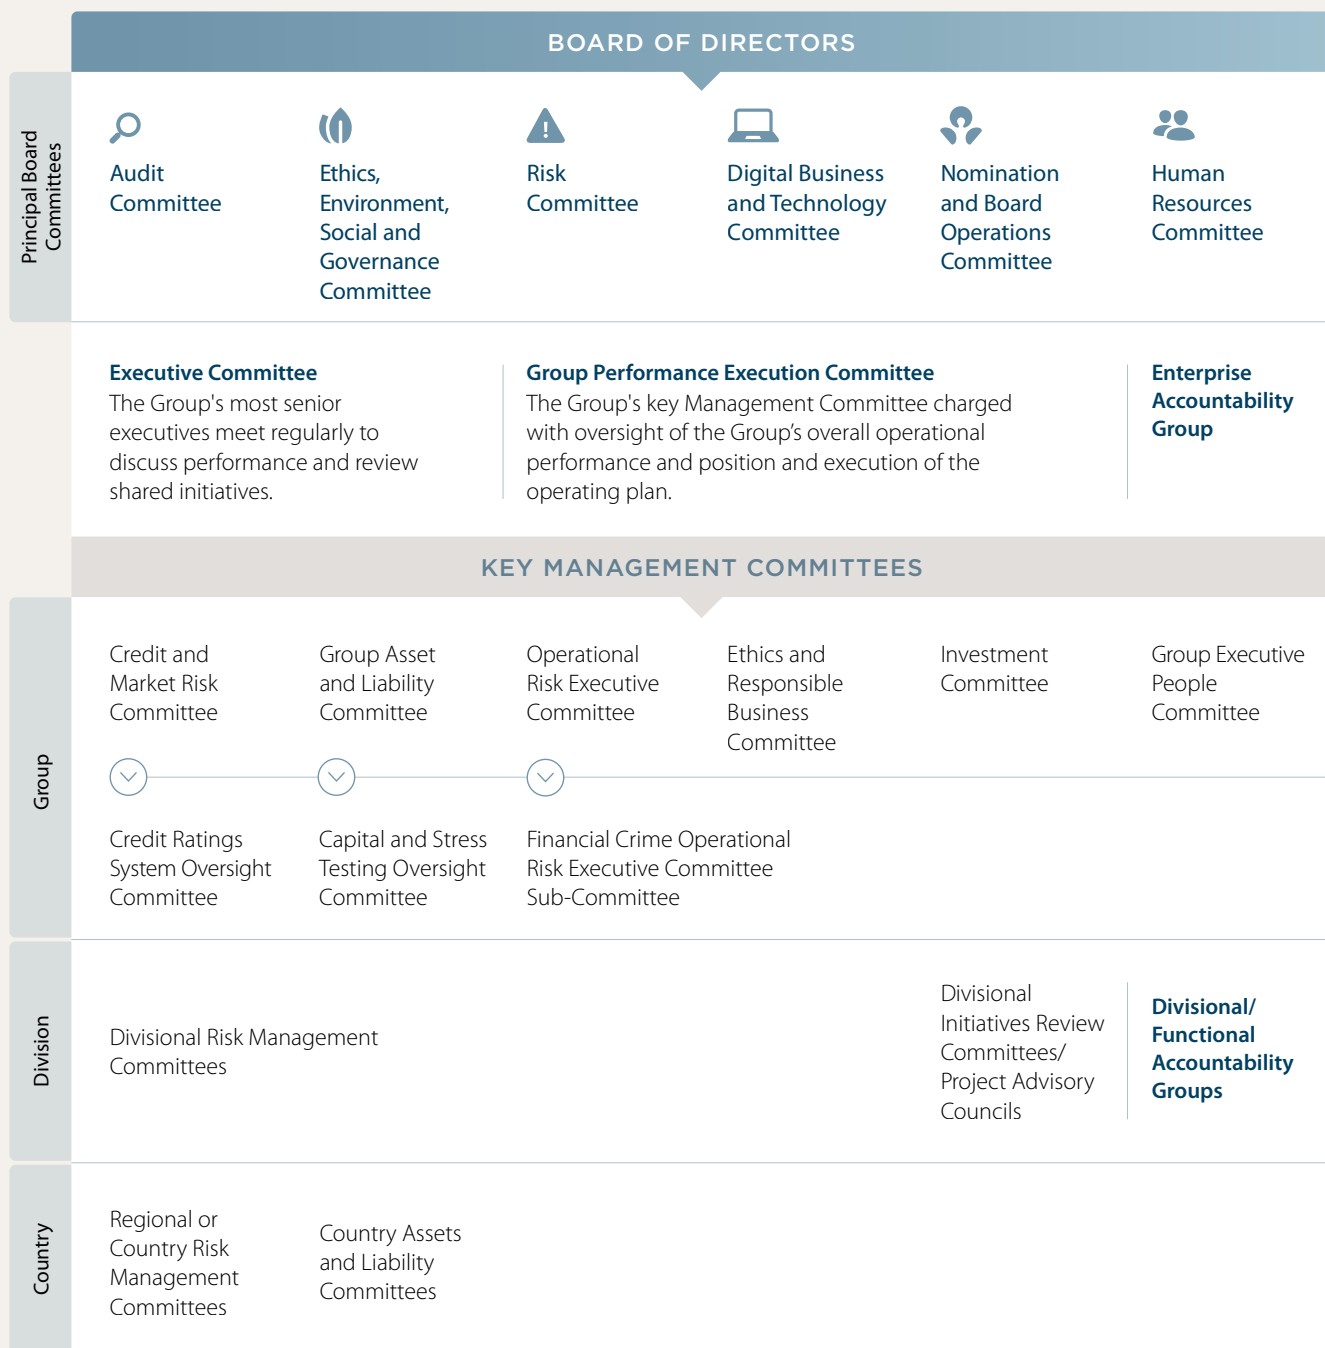 BOARD OF DIRECTORS
Principal Board
Committees
Audit
Committee
Ethics,
Environment,
Social and
Governance
Committee
Risk
Committee
Digital Business
and Technology
Committee
Nomination
and Board
Operations
Committee
Human
Resources
Committee
Executive Committee
The Group's most senior
executives meet regularly to
discuss performance and review
shared initiatives.
Group Performance Execution Committee
The Group's key Management Committee charged
with oversight of the Group’s overall operational
performance and position and execution of the
operating plan.
Enterprise
Accountability
Group
KEY MANAGEMENT COMMITTEES
Group
Credit and
Market Risk
Committee
Group Asset
and Liability
Committee
Operational
Risk Executive
Committee
Ethics and
Responsible
Business
Committee
Investment
Committee
Group Executive
People
Committee
Credit Ratings
System Oversight
Committee
Capital and Stress
Testing Oversight
Committee
Financial Crime Operational
Risk Executive Committee
Sub-Committee
Division
Divisional Risk Management
Committees
Divisional
Initiatives Review
Committees/
Project Advisory
Councils
Divisional/
Functional
Accountability
Groups
Country
Regional or
Country Risk
Management
Committees
Country Assets
and Liability
Committees